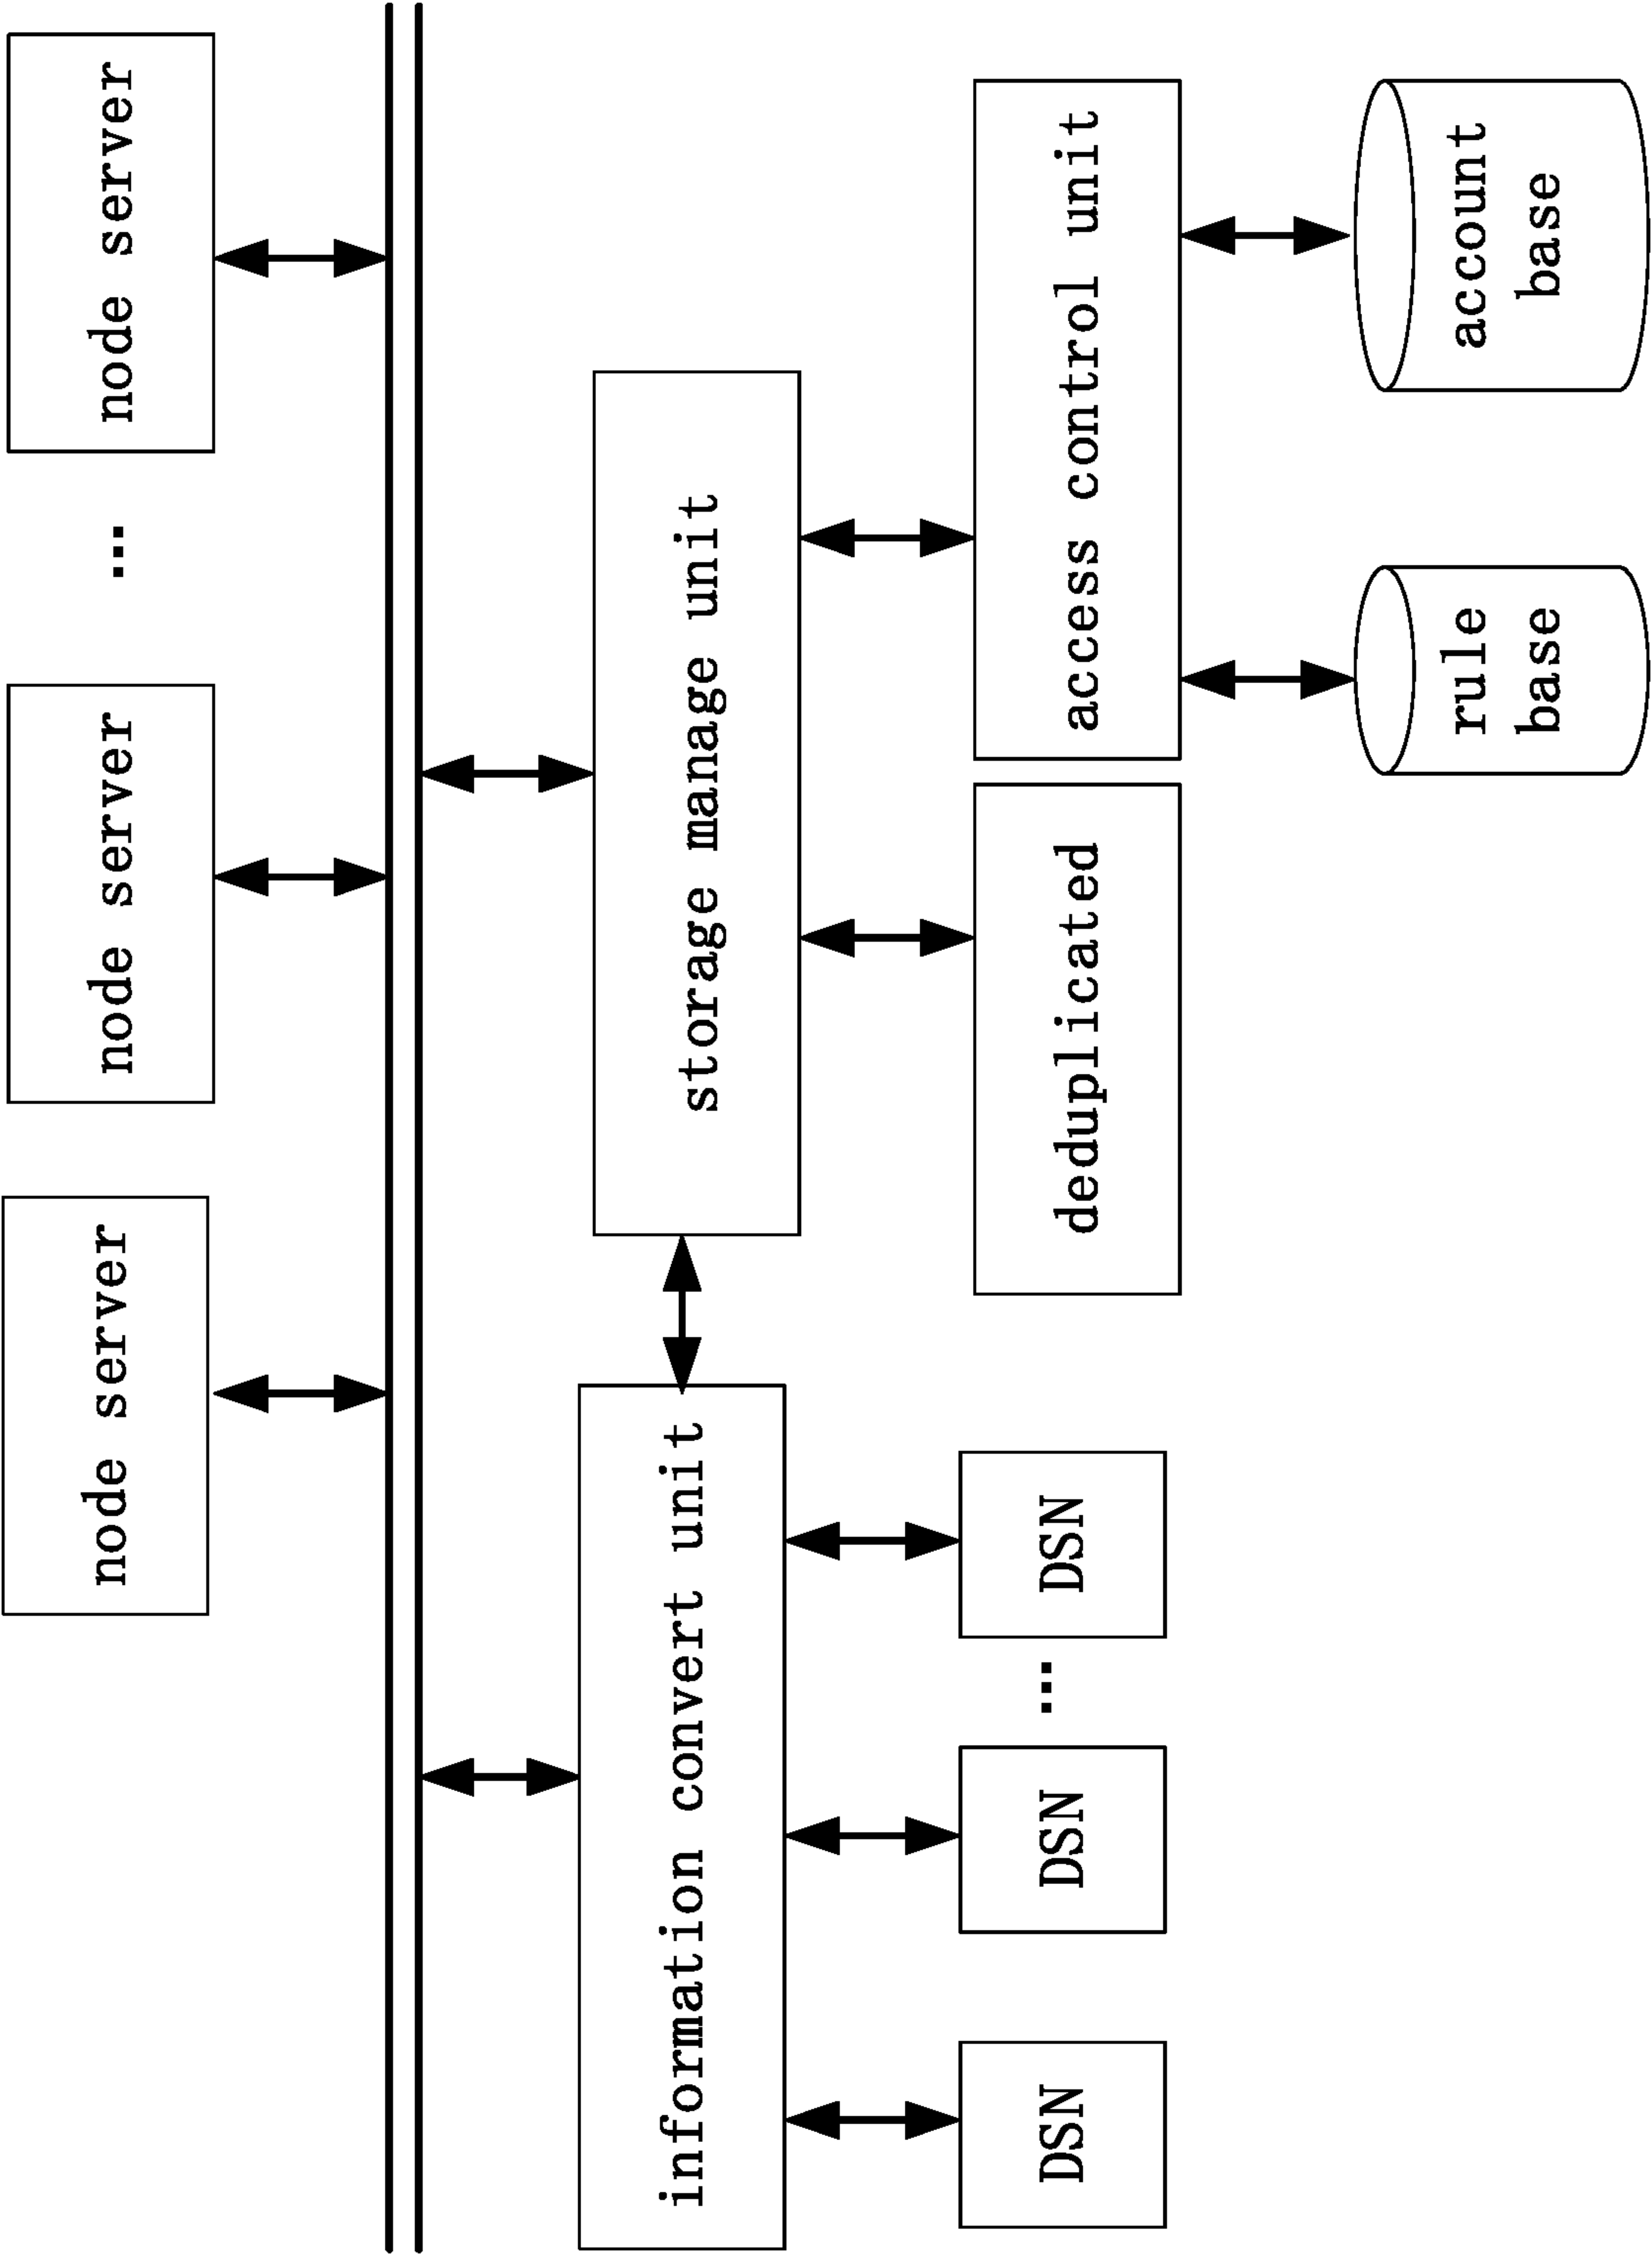 node server
node server
...
node server
information convert unit
storage manage unit
DSN
DSN
...
DSN
deduplicated
access control unit
rule
base
account
base